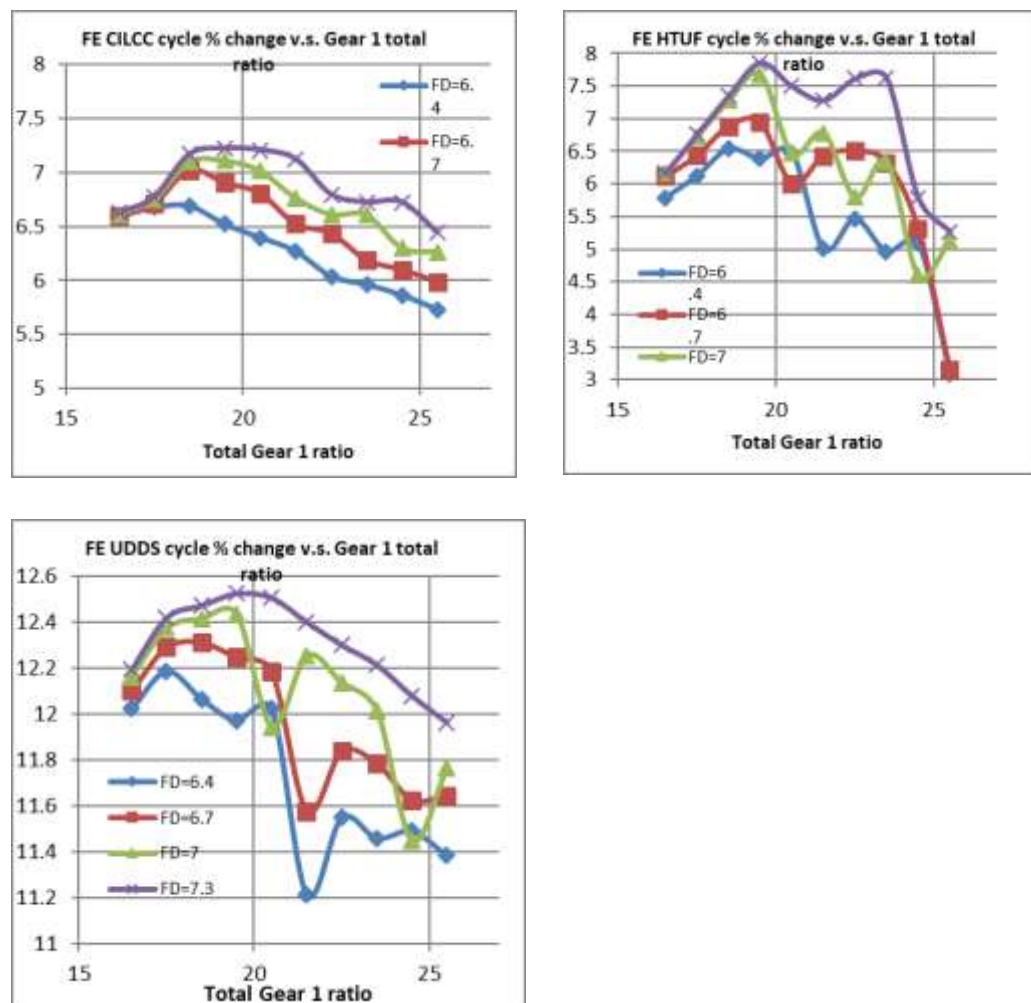 FE CILCC cycle % change v.s. Gear 1 total
ratio
8
7.5
7
6.5
6
5.5
5
15
20
25
FD=6.
4
FD=6.
7
Total Gear 1 ratio
FE HTUF cycle % change v.s. Gear 1 total
ratio
8
7.5
7
6.5
6
5.5
5
4.5
4
3.5
3
15
20
25
FD=6
.4
FD=6
.7
FD=7
Total Gear 1 ratio
FE UDDS cycle % change v.s. Gear 1 total
ratio
12.6
12.4
12.2
12
11.8
11.6
11.4
11.2
11
15
20
25
FD=6.4
FD=6.7
FD=7
FD=7.3
Total Gear 1 ratio